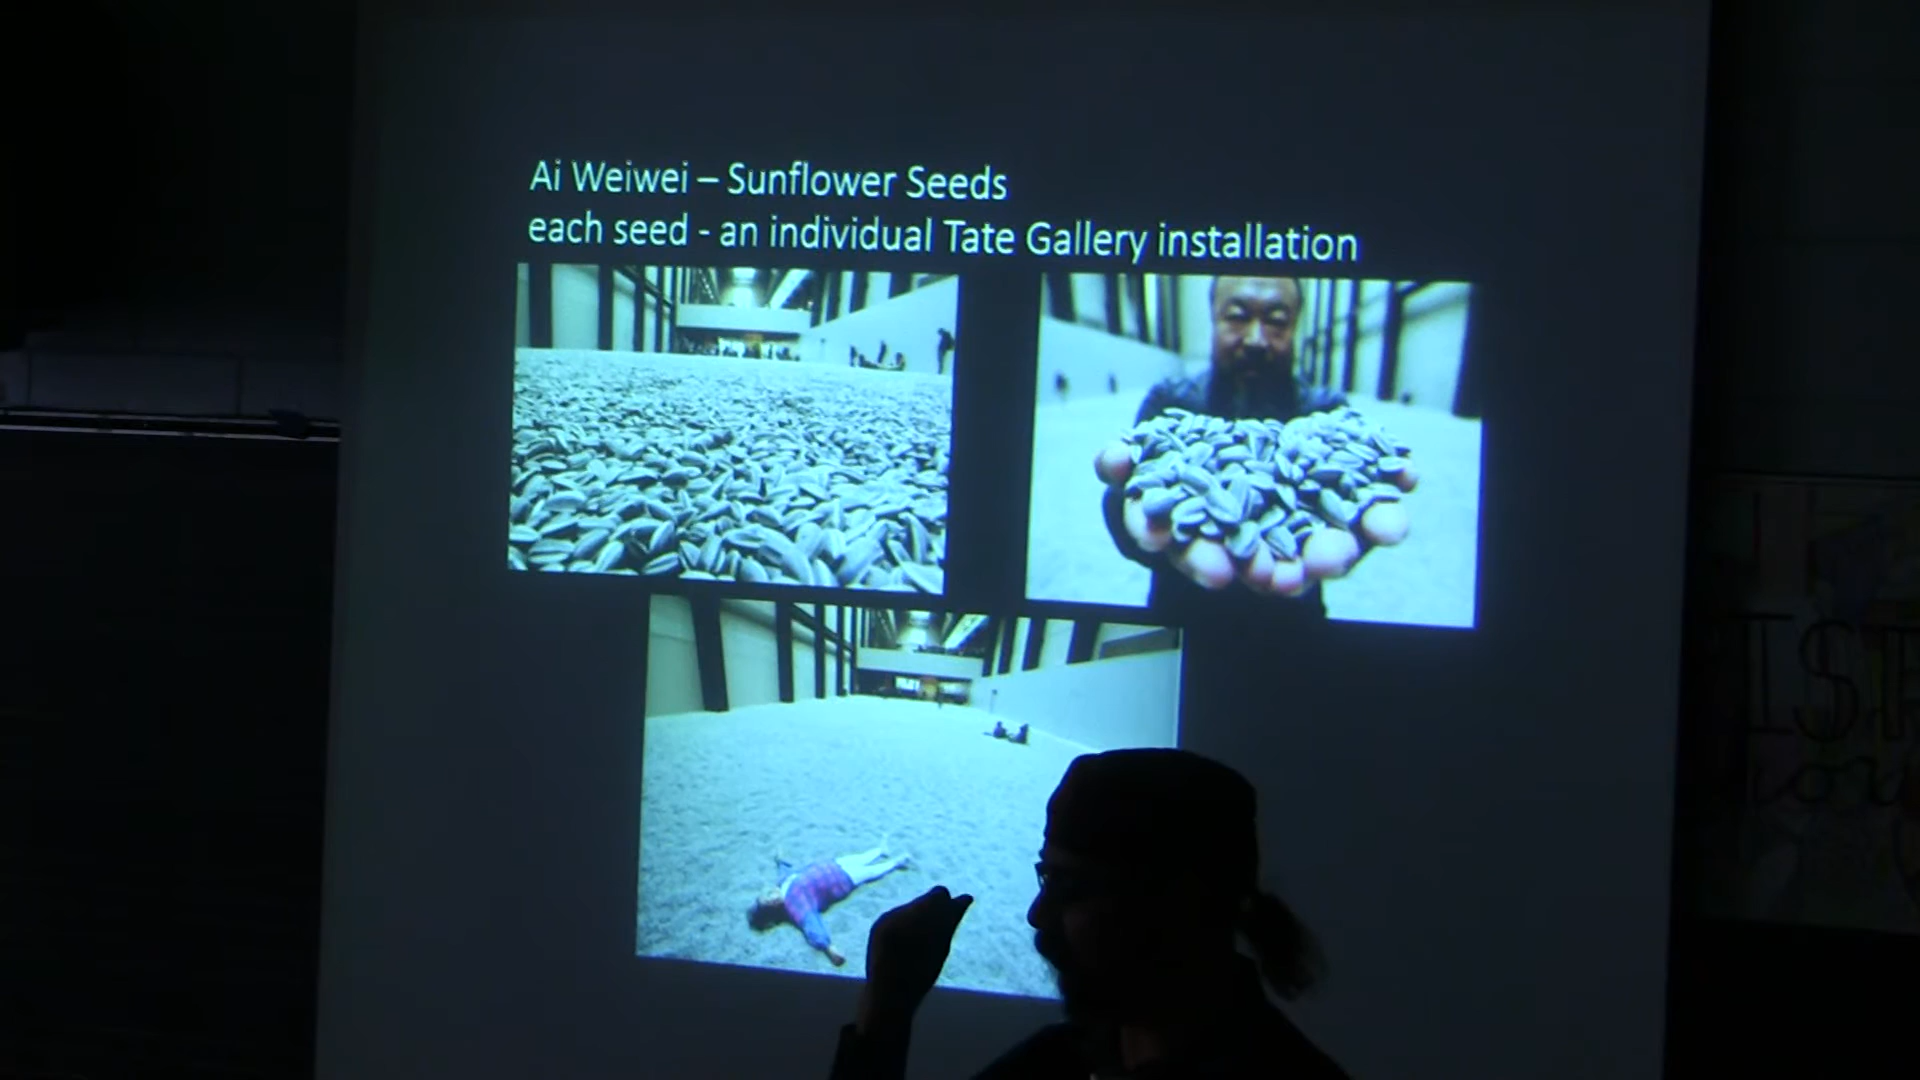 Ai Weiwei – Sunflower Seeds
each seed - an individual Tate Gallery installation